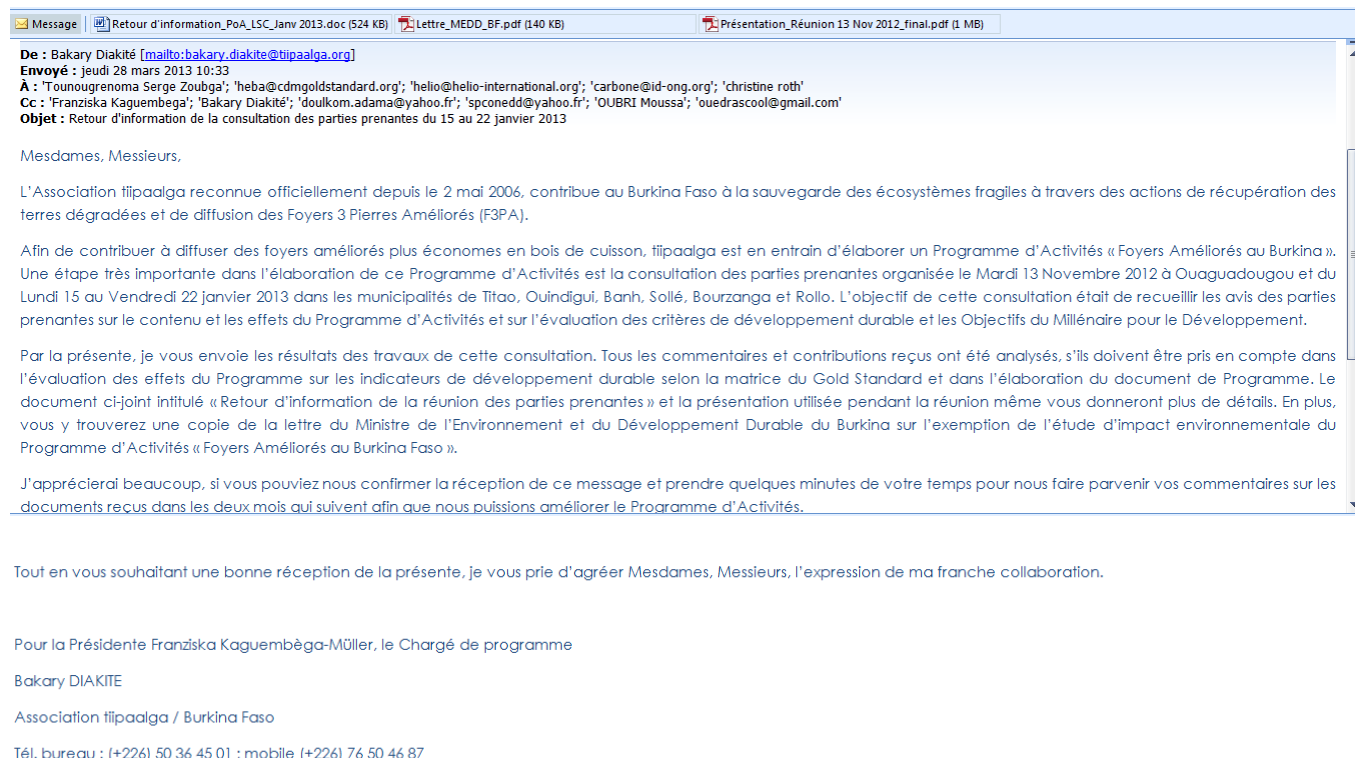 Message Retour d'information_PoA_LSC_Janv 2013.doc (524 KB) Lettre_MEDD_BF.pdf (140 KB) Présentation_Réunion 13 Nov 2012_final.pdf (1 MB)
De : Bakary Diakité [mailto:bakary.diakite@tiipaalga.org]
Envoyé : jeudi 28 mars 2013 10:33
À : 'Tounougrenoma Serge Zoubga'; 'heba@cdmgoldstandard.org'; 'helio@helio-international.org'; 'carbone@id-ong.org'; 'christine roth'
Cc : 'Franziska Kaguembega'; 'Bakary Diakité'; 'doulkom.adama@yahoo.fr'; 'spconedd@yahoo.fr'; 'OUBRI Moussa'; 'ouedrascool@gmail.com'
Objet : Retour d'information de la consultation des parties prenantes du 15 au 22 janvier 2013
Mesdames, Messieurs,
L'Association tiipaalga reconnue officiellement depuis le 2 mai 2006, contribue au Burkina Faso à la sauvegarde des écosystèmes fragiles à travers des actions de récupération des
terres dégradées et de diffusion des Foyers 3 Pierres Améliorés (F3PA).
Afin de contribuer à diffuser des foyers améliorés plus économes en bois de cuisson, tiipaalga est en entrain d'élaborer un Programme d'Activités « Foyers Améliorés au Burkina ».
Une étape très importante dans l'élaboration de ce Programme d'Activités est la consultation des parties prenantes organisée le Mardi 13 Novembre 2012 à Ouaguadougou et du
Lundi 15 au Vendredi 22 janvier 2013 dans les municipalités de Titao, Ouindigui, Banh, Sollé, Bourzanga et Rollo. L'objectif de cette consultation était de recueillir les avis des parties
prenantes sur le contenu et les effets du Programme d'Activités et sur l'évaluation des critères de développement durable et les Objectifs du Millénaire pour le Développement.
Par la présente, je vous envoie les résultats des travaux de cette consultation. Tous les commentaires et contributions reçus ont été analysés, s'ils doivent être pris en compte dans
l'évaluation des effets du Programme sur les indicateurs de développement durable selon la matrice du Gold Standard et dans l'élaboration du document de Programme. Le
document ci-joint intitulé « Retour d'information de la réunion des parties prenantes » et la présentation utilisée pendant la réunion même vous donneront plus de détails. En plus,
vous y trouverez une copie de la lettre du Ministre de l'Environnement et du Développement Durable du Burkina sur l'exemption de l'étude d'impact environnementale du
Programme d'Activités « Foyers Améliorés au Burkina Faso ».
J'apprécierai beaucoup, si vous pouviez nous confirmer la réception de ce message et prendre quelques minutes de votre temps pour nous faire parvenir vos commentaires sur les
documents reçus dans les deux mois qui suivent afin que nous puissions améliorer le Programme d'Activités.
Tout en vous souhaitant une bonne réception de la présente, je vous prie d'agréer Mesdames, Messieurs, l'expression de ma franche collaboration.
Pour la Présidente Franziska Kaguembèga-Müller, le Chargé de programme
Bakary DIAKITE
Association tiipaalga / Burkina Faso
Tél. bureau : (+226) 50 36 45 01 ; mobile (+226) 76 50 46 87